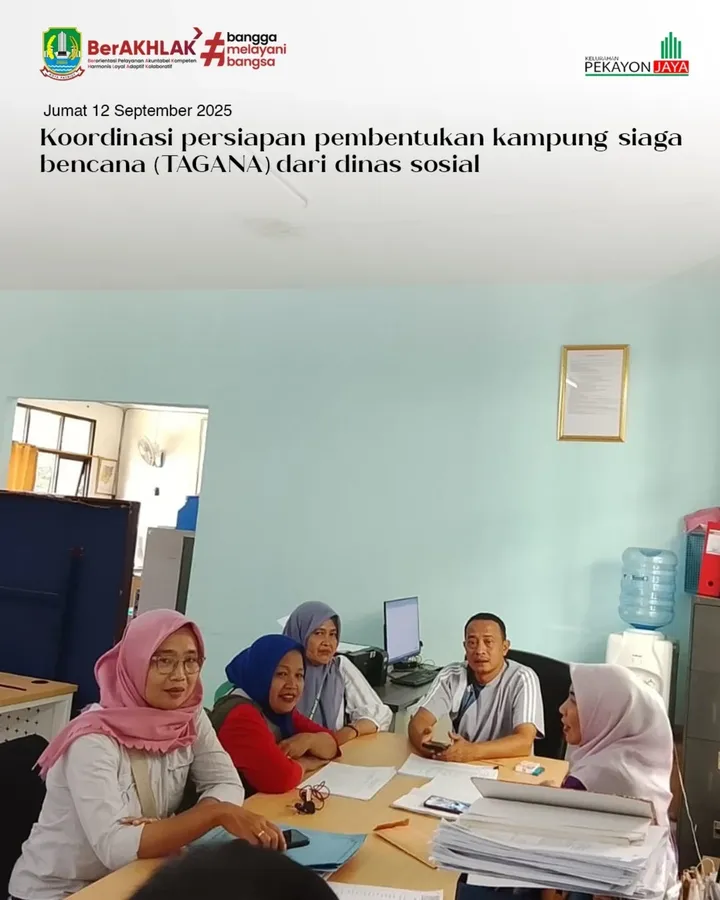 BerAKHLAK
Berorientasi Pelayanan Akuntabel Kompeten
Harmonis Loyal Adaptif Kolaboratif
#bangga
melayani
bangsa
KELURAHAN
PEKAYON JAYA
Jumat 12 September 2025
Koordinasi persiapan pembentukan kampung siaga
bencana (TAGANA) dari dinas sosial